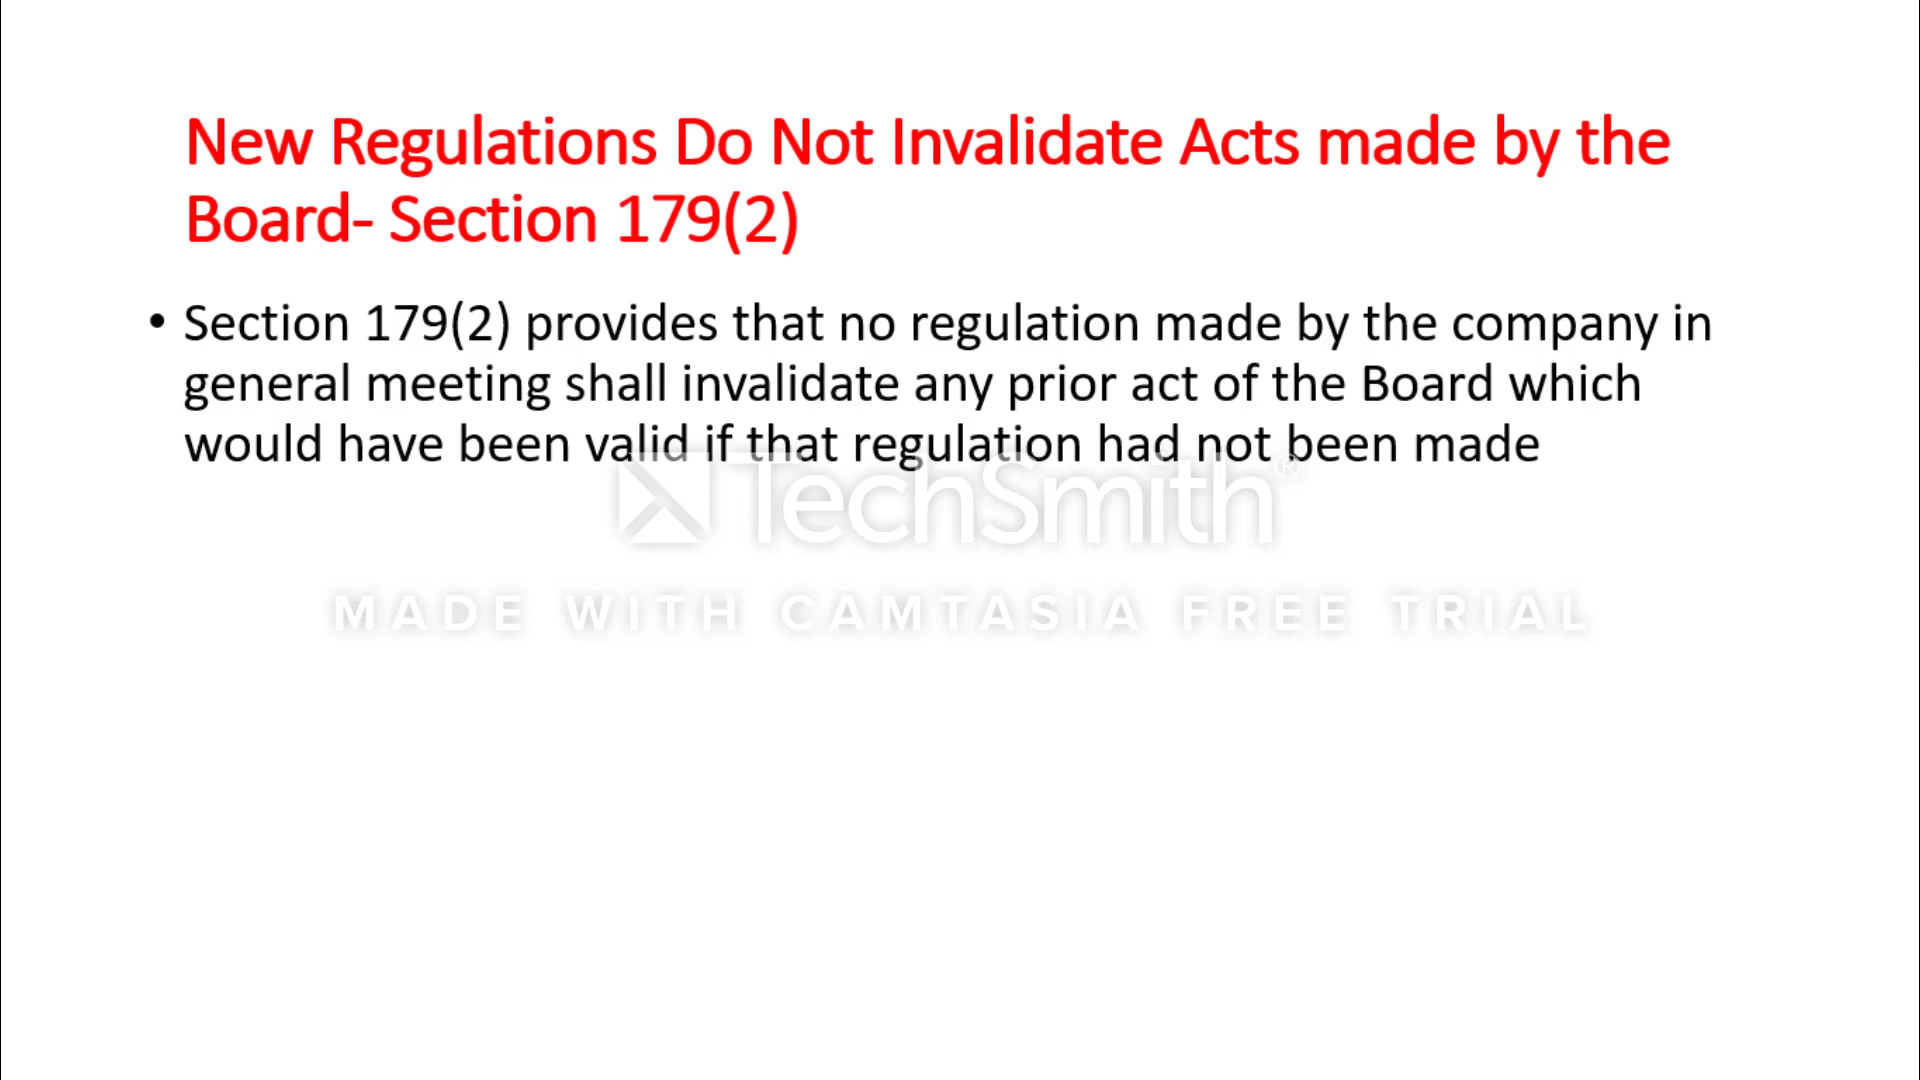 New Regulations Do Not Invalidate Acts made by the
Board- Section 179(2)
• Section 179(2) provides that no regulation made by the company in
general meeting shall invalidate any prior act of the Board which
would have been valid if that regulation had not been made
TechSmith®
MADE WITH CAMTASIA FREE TRIAL